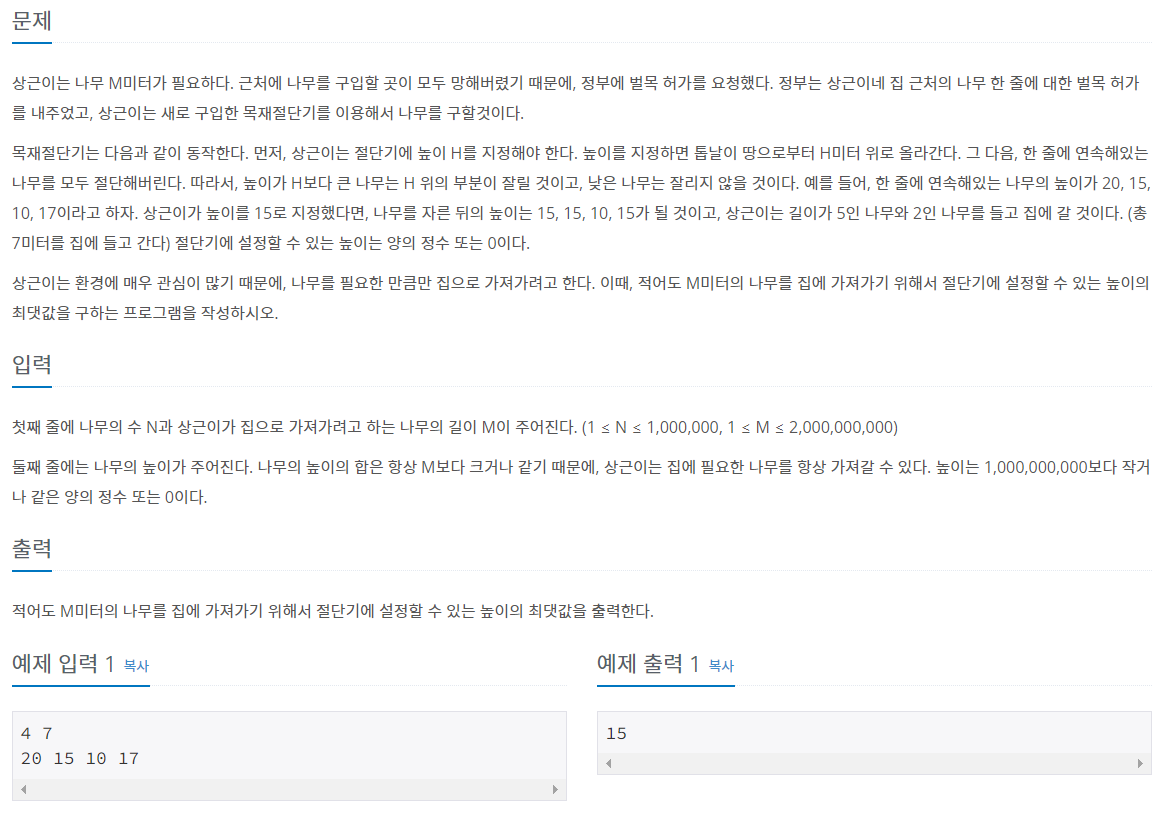 문제
상근이는 나무 M미터가 필요하다. 근처에 나무를 구입할 곳이 모두 망해버렸기 때문에, 정부에 벌목 허가를 요청했다. 정부는 상근이네 집 근처의 나무 한 줄에 대한 벌목 허가
를 내주었고, 상근이는 새로 구입한 목재절단기를 이용해서 나무를 구할것이다.
목재절단기는 다음과 같이 동작한다. 먼저, 상근이는 절단기에 높이 H를 지정해야 한다. 높이를 지정하면 톱날이 땅으로부터 H미터 위로 올라간다. 그 다음, 한 줄에 연속해있는
나무를 모두 절단해버린다. 따라서, 높이가 H보다 큰 나무는 H 위의 부분이 잘릴 것이고, 낮은 나무는 잘리지 않을 것이다. 예를 들어, 한 줄에 연속해있는 나무의 높이가 20, 15,
10, 17이라고 하자. 상근이가 높이를 15로 지정했다면, 나무를 자른 뒤의 높이는 15, 15, 10, 15가 될 것이고, 상근이는 길이가 5인 나무와 2인 나무를 들고 집에 갈 것이다. (총
7미터를 집에 들고 간다) 절단기에 설정할 수 있는 높이는 양의 정수 또는 0이다.
상근이는 환경에 매우 관심이 많기 때문에, 나무를 필요한 만큼만 집으로 가져가려고 한다. 이때, 적어도 M미터의 나무를 집에 가져가기 위해서 절단기에 설정할 수 있는 높이의
최댓값을 구하는 프로그램을 작성하시오.
입력
첫째 줄에 나무의 수 N과 상근이가 집으로 가져가려고 하는 나무의 길이 M이 주어진다. (1 ≤ N ≤ 1,000,000, 1 ≤ M ≤ 2,000,000,000)
둘째 줄에는 나무의 높이가 주어진다. 나무의 높이의 합은 항상 M보다 크거나 같기 때문에, 상근이는 집에 필요한 나무를 항상 가져갈 수 있다. 높이는 1,000,000,000보다 작거
나 같은 양의 정수 또는 0이다.
출력
적어도 M미터의 나무를 집에 가져가기 위해서 절단기에 설정할 수 있는 높이의 최댓값을 출력한다.
예제 입력 1 복사
4 7
20 15 10 17
예제 출력 1 복사
15